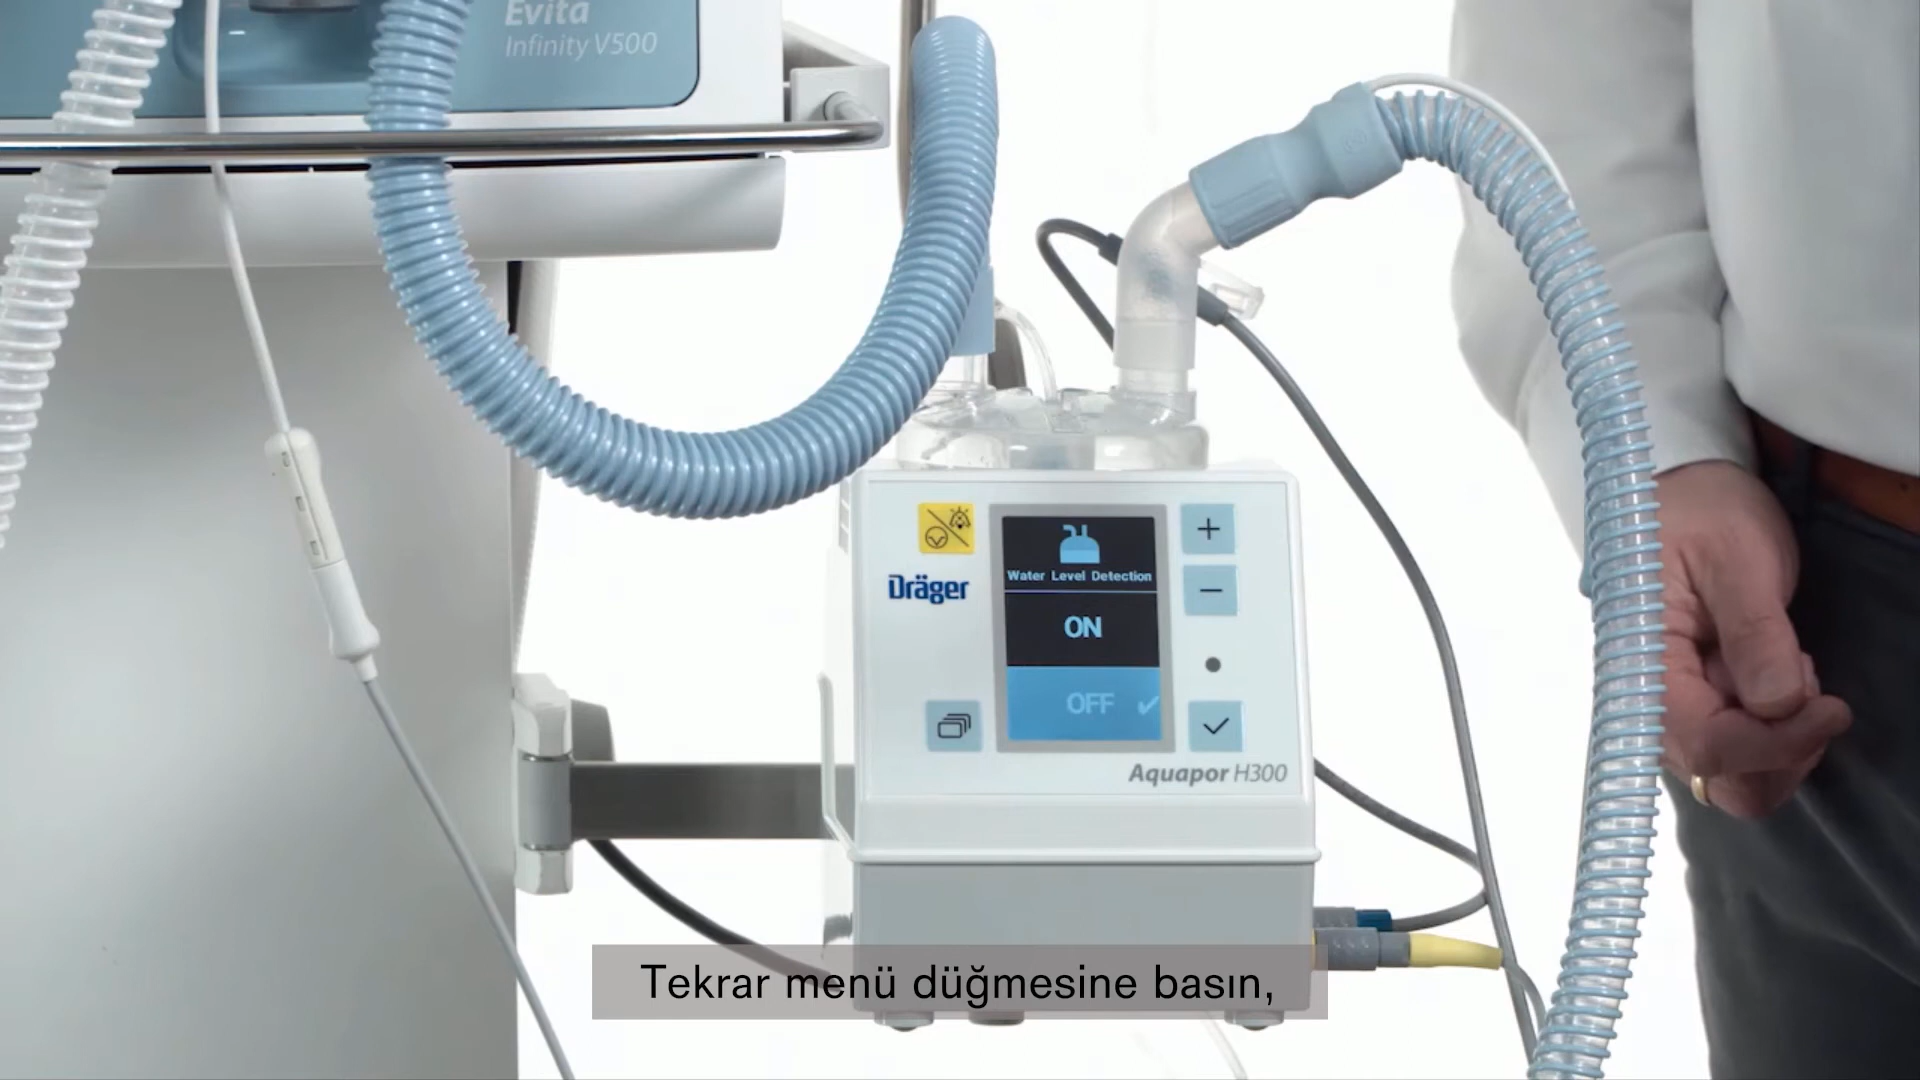 Evita
Infinity V500
Dräger
Water Level Detection
ON
OFF
Aquapor H300
Tekrar menü düğmesine basın,